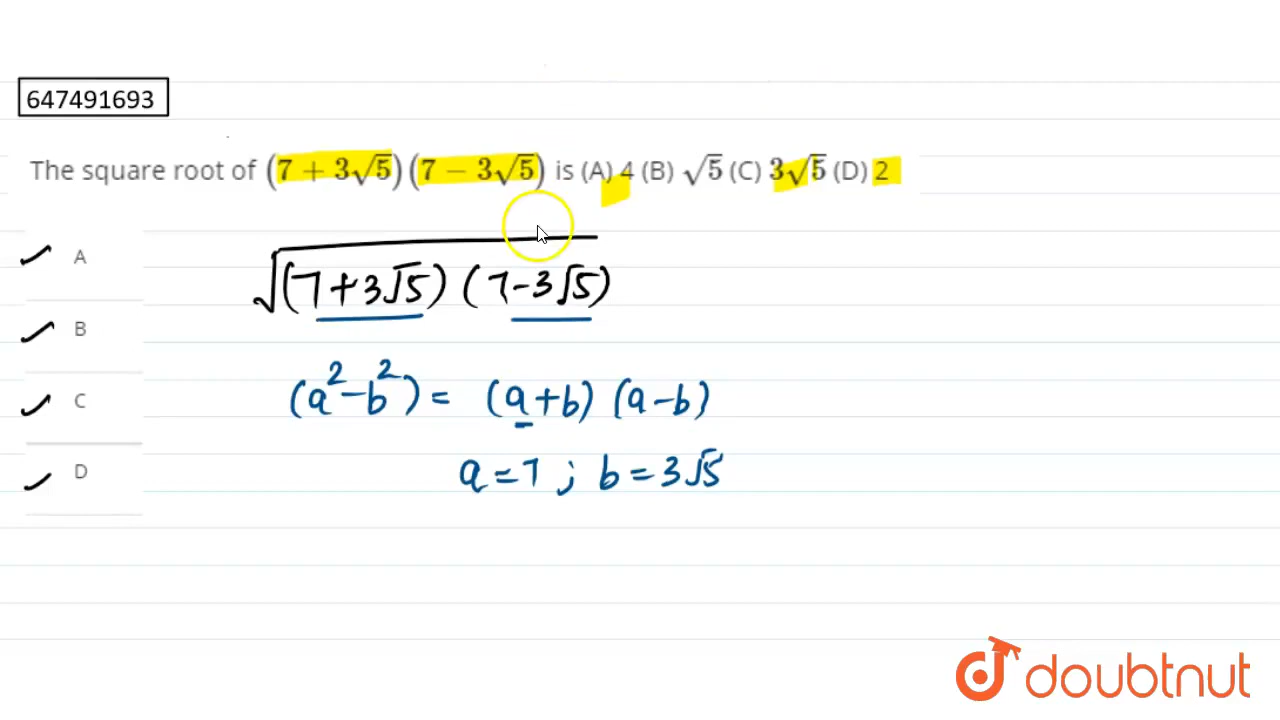 647491693
The square root of (7 + 3√5)(7 − 3√5) is (A) 4 (B) √5 (C) 3√5 (D) 2
A
√(7+3√5) (7-3√5)
B
(a²-b²) = (a+b) (a-b)
C
D
a=7 ; b=3√5
doubtnut